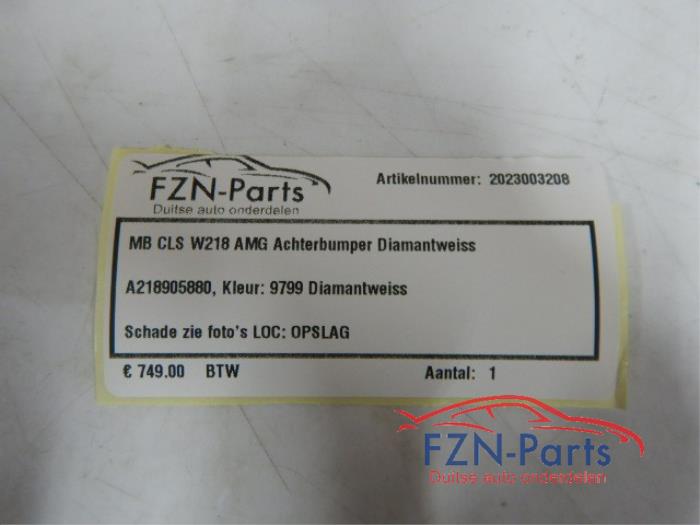 FZN-Parts
Duitse auto onderdelen
Artikelnummer: 2023003208
MB CLS W218 AMG Achterbumper Diamantweiss
A218905880, Kleur: 9799 Diamantweiss
Schade zie foto's LOC: OPSLAG
€ 749.00 BTW Aantal: 1
FZN-Parts
Duitse auto onderdelen